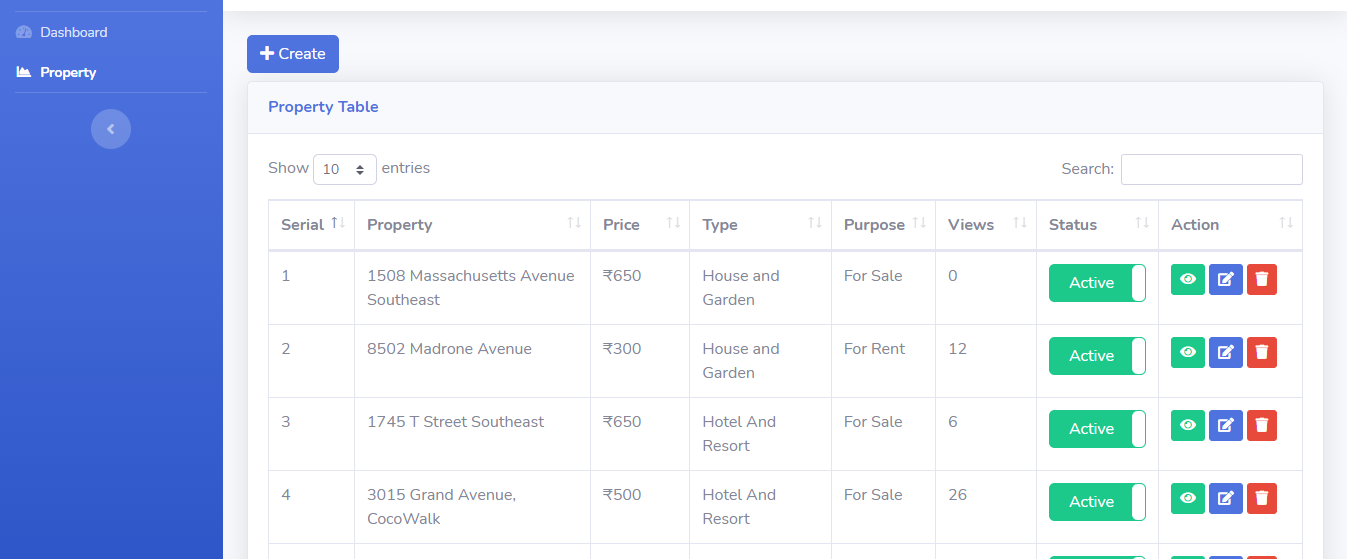 Dashboard
Property
Create
Property Table
Show 10 entries
Search:
Serial Property Price Type Purpose Views Status Action
1 1508 Massachusetts Avenue ₹650 House and For Sale 0 Active
Southeast Garden
2 8502 Madrone Avenue ₹300 House and For Rent 12 Active
Garden
3 1745 T Street Southeast ₹650 Hotel And For Sale 6 Active
Resort
4 3015 Grand Avenue, ₹500 Hotel And For Sale 26 Active
CocoWalk Resort